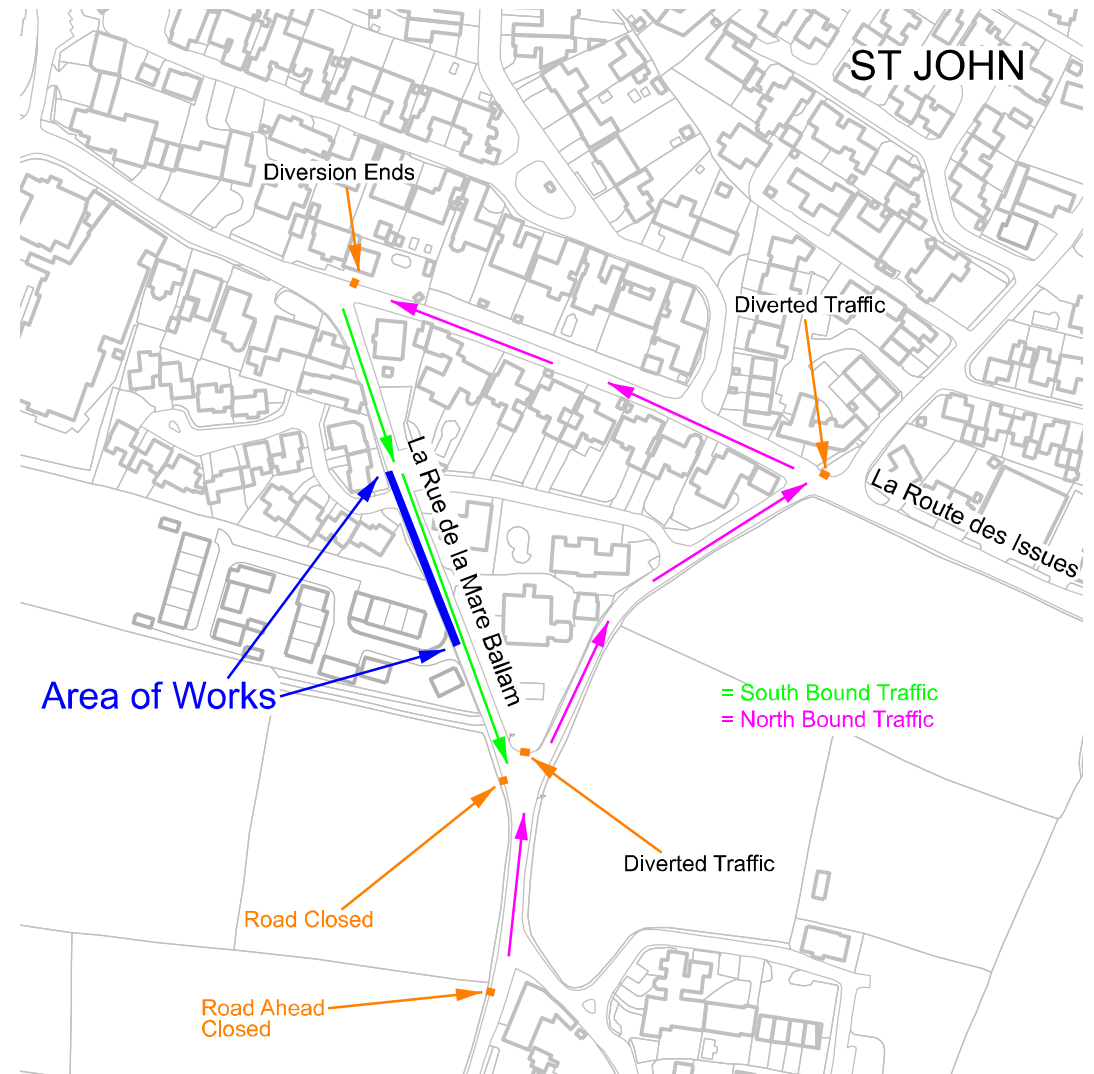 ST JOHN
Diversion Ends
Diverted Traffic
La Rue de la Mare Ballam
La Route des Issues
Area of Works
= South Bound Traffic
= North Bound Traffic
Diverted Traffic
Road Closed
Road Ahead
Closed